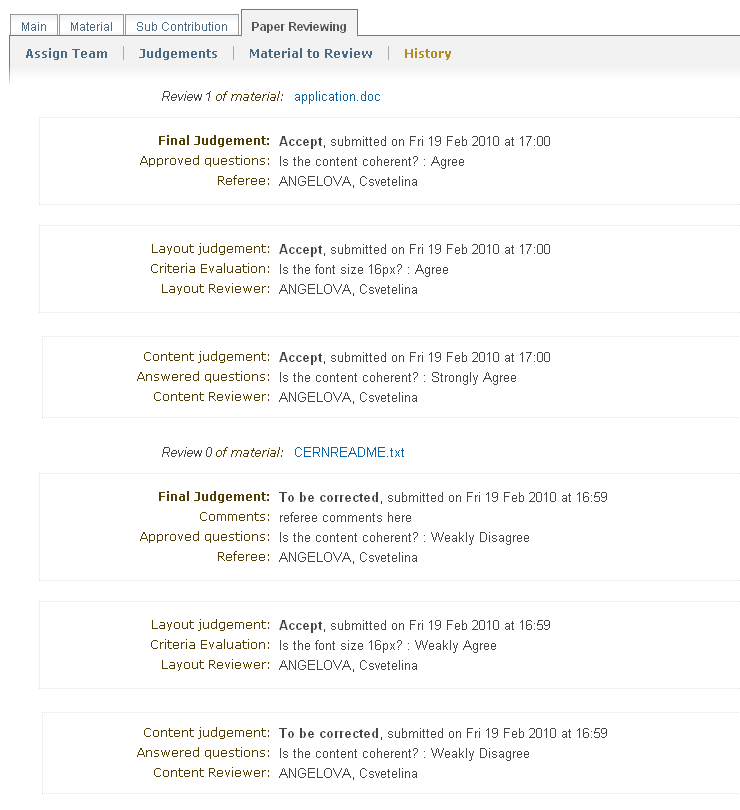 Main Material Sub Contribution Paper Reviewing
Assign Team Judgements Material to Review History
Review 1 of material: application.doc
Final Judgement: Accept, submitted on Fri 19 Feb 2010 at 17:00
Approved questions: Is the content coherent? : Agree
Referee: ANGELOVA, Csvetelina
Layout judgement: Accept, submitted on Fri 19 Feb 2010 at 17:00
Criteria Evaluation: Is the font size 16px? : Agree
Layout Reviewer: ANGELOVA, Csvetelina
Content judgement: Accept, submitted on Fri 19 Feb 2010 at 17:00
Answered questions: Is the content coherent? : Strongly Agree
Content Reviewer: ANGELOVA, Csvetelina
Review 0 of material: CERNREADME.txt
Final Judgement: To be corrected, submitted on Fri 19 Feb 2010 at 16:59
Comments: referee comments here
Approved questions: Is the content coherent? : Weakly Disagree
Referee: ANGELOVA, Csvetelina
Layout judgement: Accept, submitted on Fri 19 Feb 2010 at 16:59
Criteria Evaluation: Is the font size 16px? : Weakly Agree
Layout Reviewer: ANGELOVA, Csvetelina
Content judgement: To be corrected, submitted on Fri 19 Feb 2010 at 16:59
Answered questions: Is the content coherent? : Weakly Disagree
Content Reviewer: ANGELOVA, Csvetelina